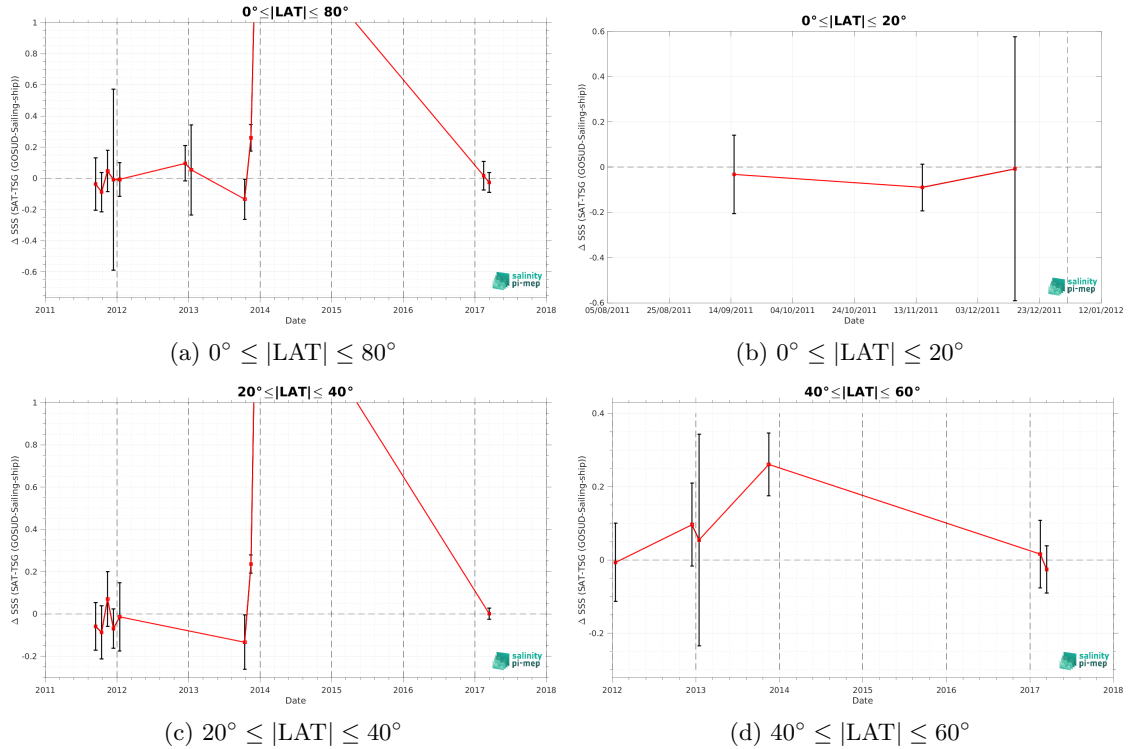 0°≤|LAT|≤ 80°
1
0.8
0.6
0.4
0.2
0
-0.2
-0.4
-0.6
Δ SSS (SAT-TSG (GOSUD-Sailing-ship))
2011 2012 2013 2014 2015 2016 2017 2018
Date
salinity
pi-mep
(a) 0° ≤ |LAT| ≤ 80°
0°≤|LAT|≤ 20°
0.6
0.4
0.2
0
-0.2
-0.4
-0.6
Δ SSS (SAT-TSG (GOSUD-Sailing-ship))
05/08/2011 25/08/2011 14/09/2011 04/10/2011 24/10/2011 13/11/2011 03/12/2011 23/12/2011 12/01/2012
Date
salinity
pi-mep
(b) 0° ≤ |LAT| ≤ 20°
20°≤|LAT|≤ 40°
1
0.8
0.6
0.4
0.2
0
-0.2
Δ SSS (SAT-TSG (GOSUD-Sailing-ship))
2011 2012 2013 2014 2015 2016 2017 2018
Date
salinity
pi-mep
(c) 20° ≤ |LAT| ≤ 40°
40°≤|LAT|≤ 60°
0.4
0.2
0
-0.2
Δ SSS (SAT-TSG (GOSUD-Sailing-ship))
2012 2013 2014 2015 2016 2017 2018
Date
salinity
pi-mep
(d) 40° ≤ |LAT| ≤ 60°